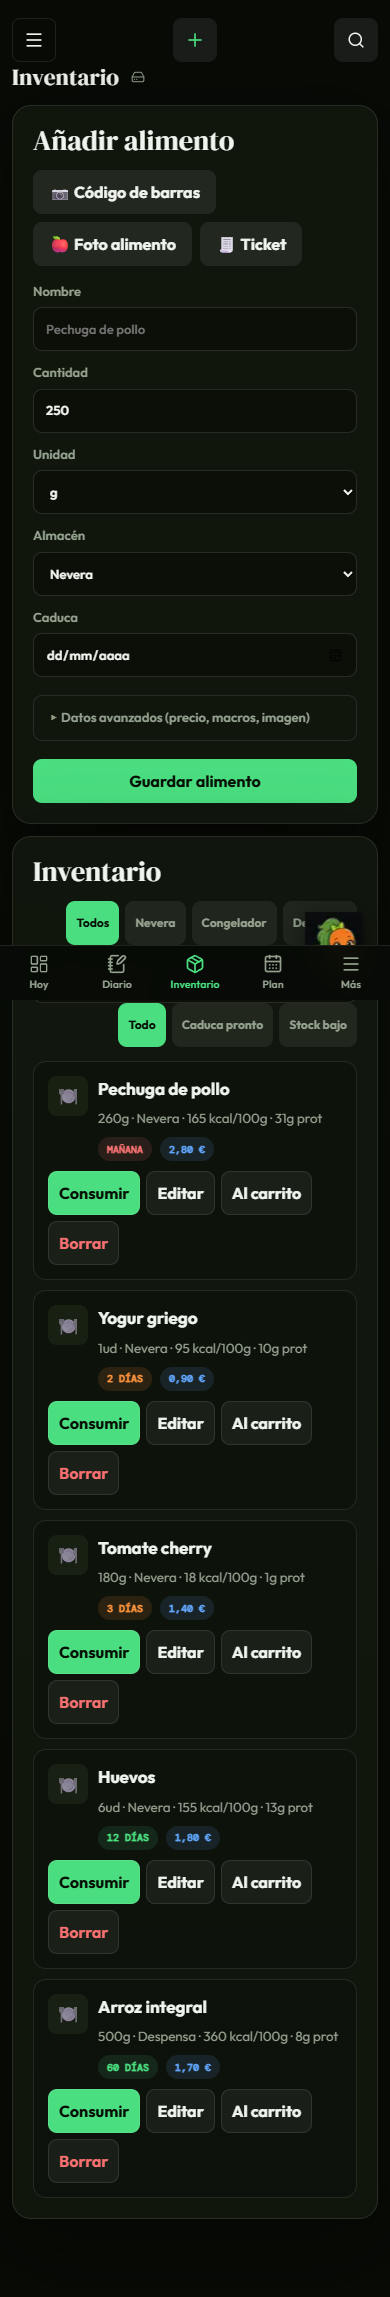 Inventario
Añadir alimento
Código de barras
Foto alimento Ticket
Nombre
Pechuga de pollo
Cantidad
250
Unidad
g
Almacén
Nevera
Caduca
dd/mm/aaaa
Datos avanzados (precio, macros, imagen)
Guardar alimento
Inventario
Todos Nevera Congelador
Hoy Diario Inventario Plan Más
Todo Caduca pronto Stock bajo
Pechuga de pollo
260g · Nevera · 165 kcal/100g · 31g prot
MAÑANA 2,80 €
Consumir Editar Al carrito
Borrar
Yogur griego
1ud · Nevera · 95 kcal/100g · 10g prot
2 DÍAS 0,90 €
Consumir Editar Al carrito
Borrar
Tomate cherry
180g · Nevera · 18 kcal/100g · 1g prot
3 DÍAS 1,40 €
Consumir Editar Al carrito
Borrar
Huevos
6ud · Nevera · 155 kcal/100g · 13g prot
12 DÍAS 1,80 €
Consumir Editar Al carrito
Borrar
Arroz integral
500g · Despensa · 360 kcal/100g · 8g prot
60 DÍAS 1,70 €
Consumir Editar Al carrito
Borrar